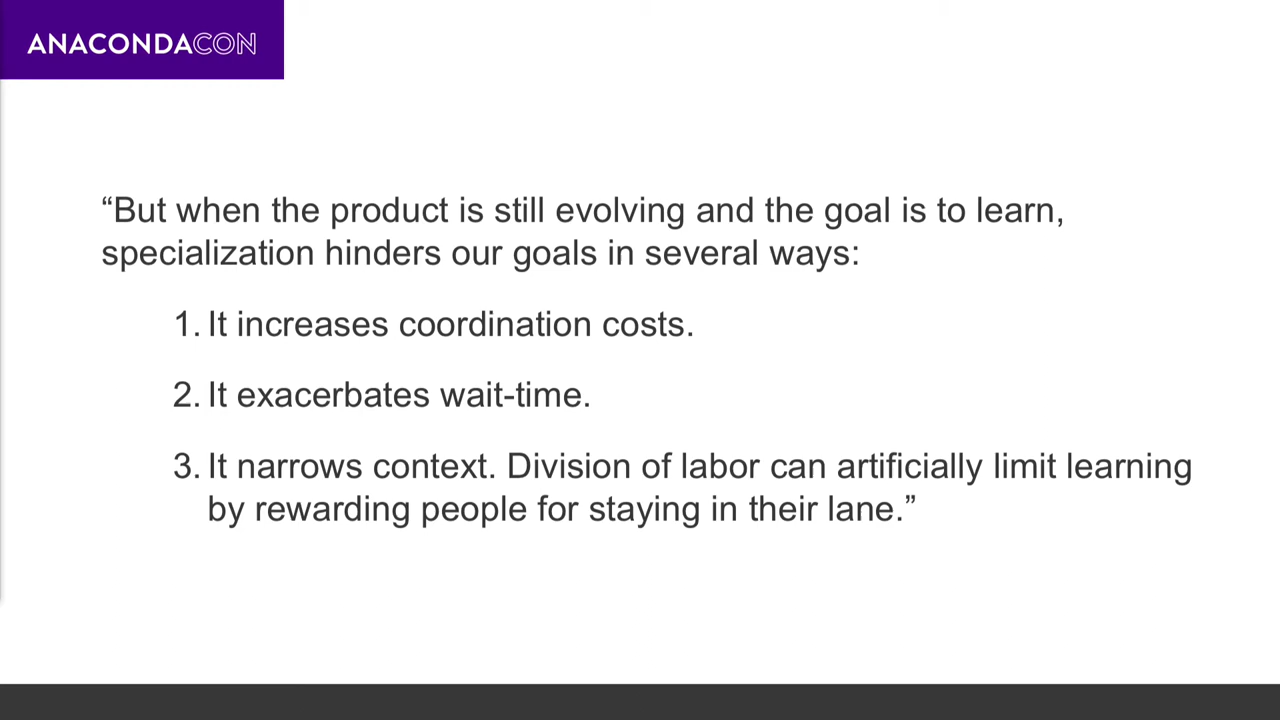 ANACONDACON
“But when the product is still evolving and the goal is to learn,
specialization hinders our goals in several ways:
1. It increases coordination costs.
2. It exacerbates wait-time.
3. It narrows context. Division of labor can artificially limit learning
by rewarding people for staying in their lane.”